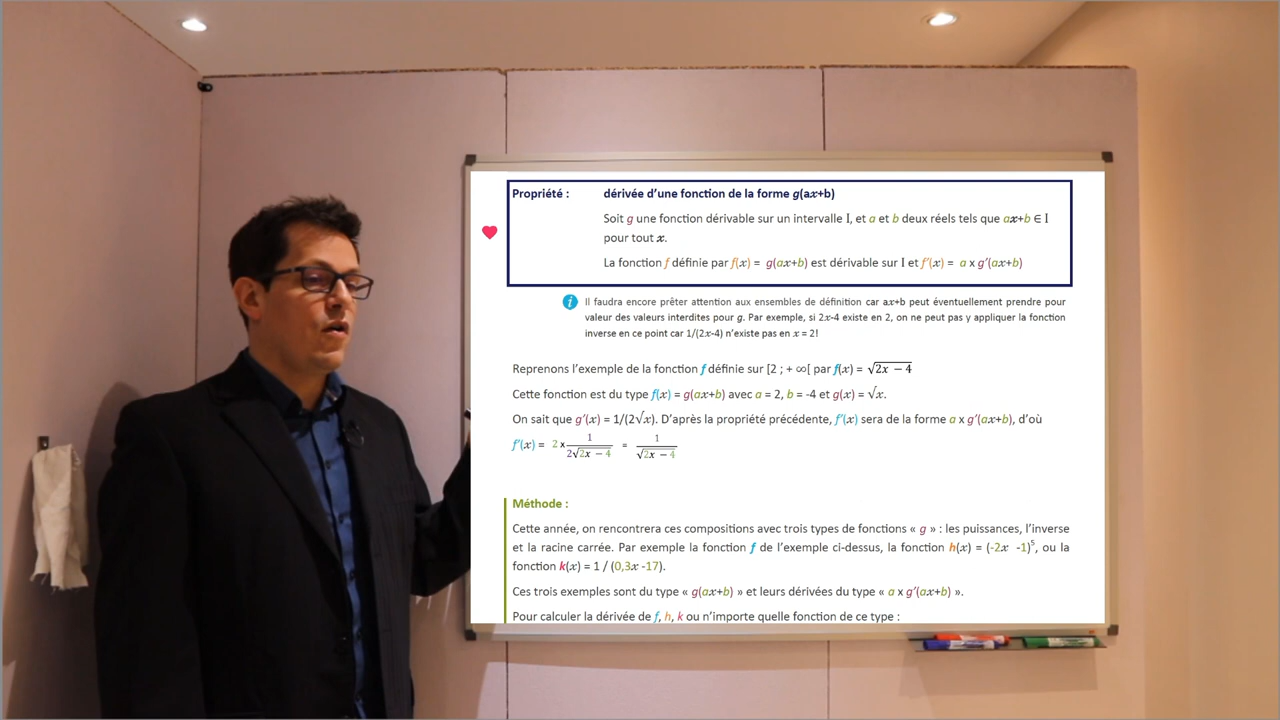 Propriété : dérivée d'une fonction de la forme g(ax+b)
Soit g une fonction dérivable sur un intervalle I, et a et b deux réels tels que ax+b ∈ I
pour tout x.
La fonction f définie par f(x) = g(ax+b) est dérivable sur I et f'(x) = a x g'(ax+b)
Il faudra encore prêter attention aux ensembles de définition car ax+b peut éventuellement prendre pour
valeur des valeurs interdites pour g. Par exemple, si 2x-4 existe en 2, on ne peut pas y appliquer la fonction
inverse en ce point car 1/(2x-4) n'existe pas en x = 2!
Reprenons l'exemple de la fonction f définie sur [2 ; + ∞[ par f(x) = √(2x − 4)
Cette fonction est du type f(x) = g(ax+b) avec a = 2, b = -4 et g(x) = √x.
On sait que g'(x) = 1/(2√x). D'après la propriété précédente, f'(x) sera de la forme a x g'(ax+b), d'où
f'(x) = 2 x 1/(2√(2x − 4)) = 1/√(2x − 4)
Méthode :
Cette année, on rencontrera ces compositions avec trois types de fonctions « g » : les puissances, l'inverse
et la racine carrée. Par exemple la fonction f de l'exemple ci-dessus, la fonction h(x) = (-2x -1)⁵, ou la
fonction k(x) = 1 / (0,3x -17).
Ces trois exemples sont du type « g(ax+b) » et leurs dérivées du type « a x g'(ax+b) ».
Pour calculer la dérivée de f, h, k ou n'importe quelle fonction de ce type :